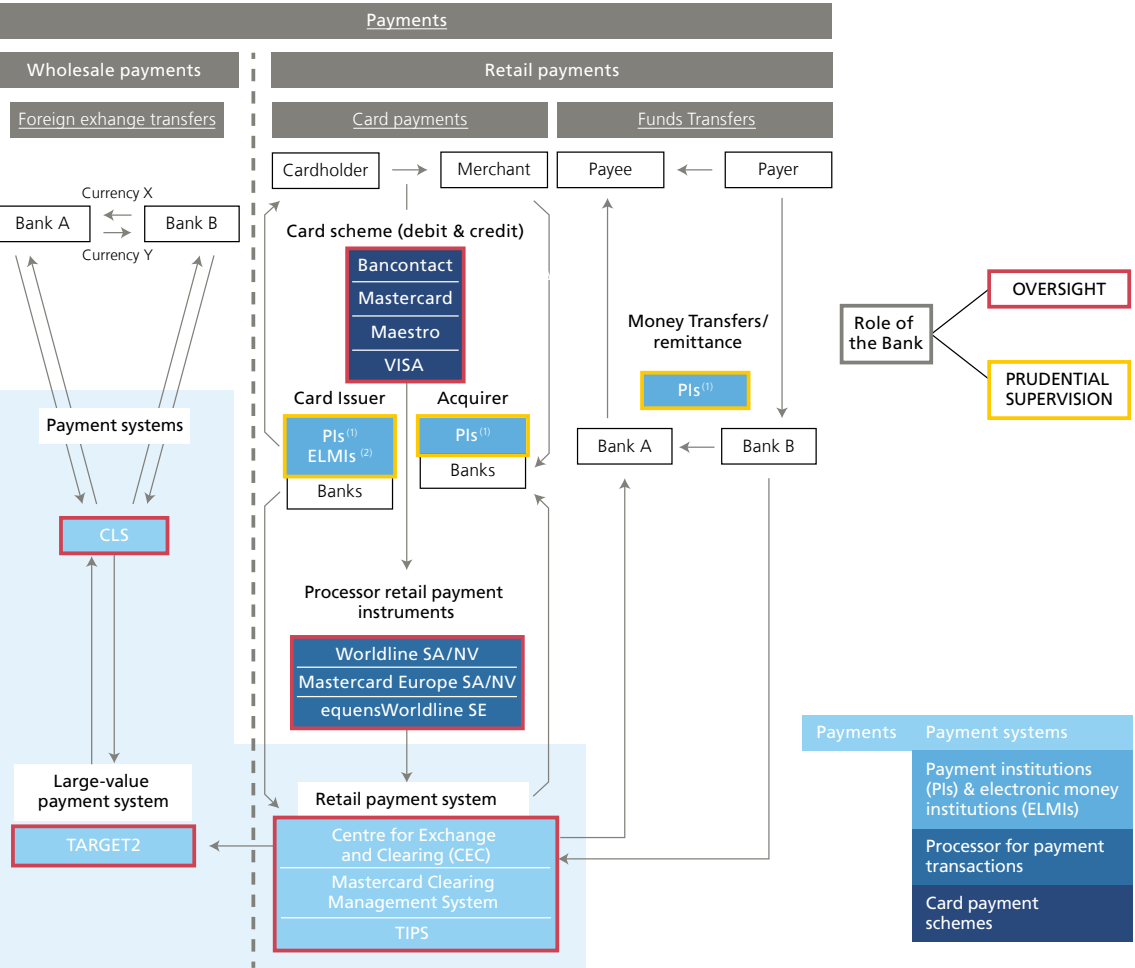 Payments
Wholesale payments
Retail payments
Foreign exhange transfers
Card payments
Funds Transfers
Cardholder
Merchant
Payee
Payer
Currency X
Bank A
Bank B
Currency Y
Card scheme (debit & credit)
Bancontact
Mastercard
Maestro
VISA
Money Transfers/
remittance
PIs (1)
Role of
the Bank
OVERSIGHT
PRUDENTIAL
SUPERVISION
Card Issuer
Acquirer
PIs (1)
ELMIs (2)
Banks
PIs (1)
Banks
Bank A
Bank B
Payment systems
CLS
Processor retail payment
instruments
Worldline SA/NV
Mastercard Europe SA/NV
equensWorldline SE
Large-value
payment system
TARGET2
Retail payment system
Centre for Exchange
and Clearing (CEC)
Mastercard Clearing
Management System
TIPS
Payments
Payment systems
Payment institutions
(PIs) & electronic money
institutions (ELMIs)
Processor for payment
transactions
Card payment
schemes